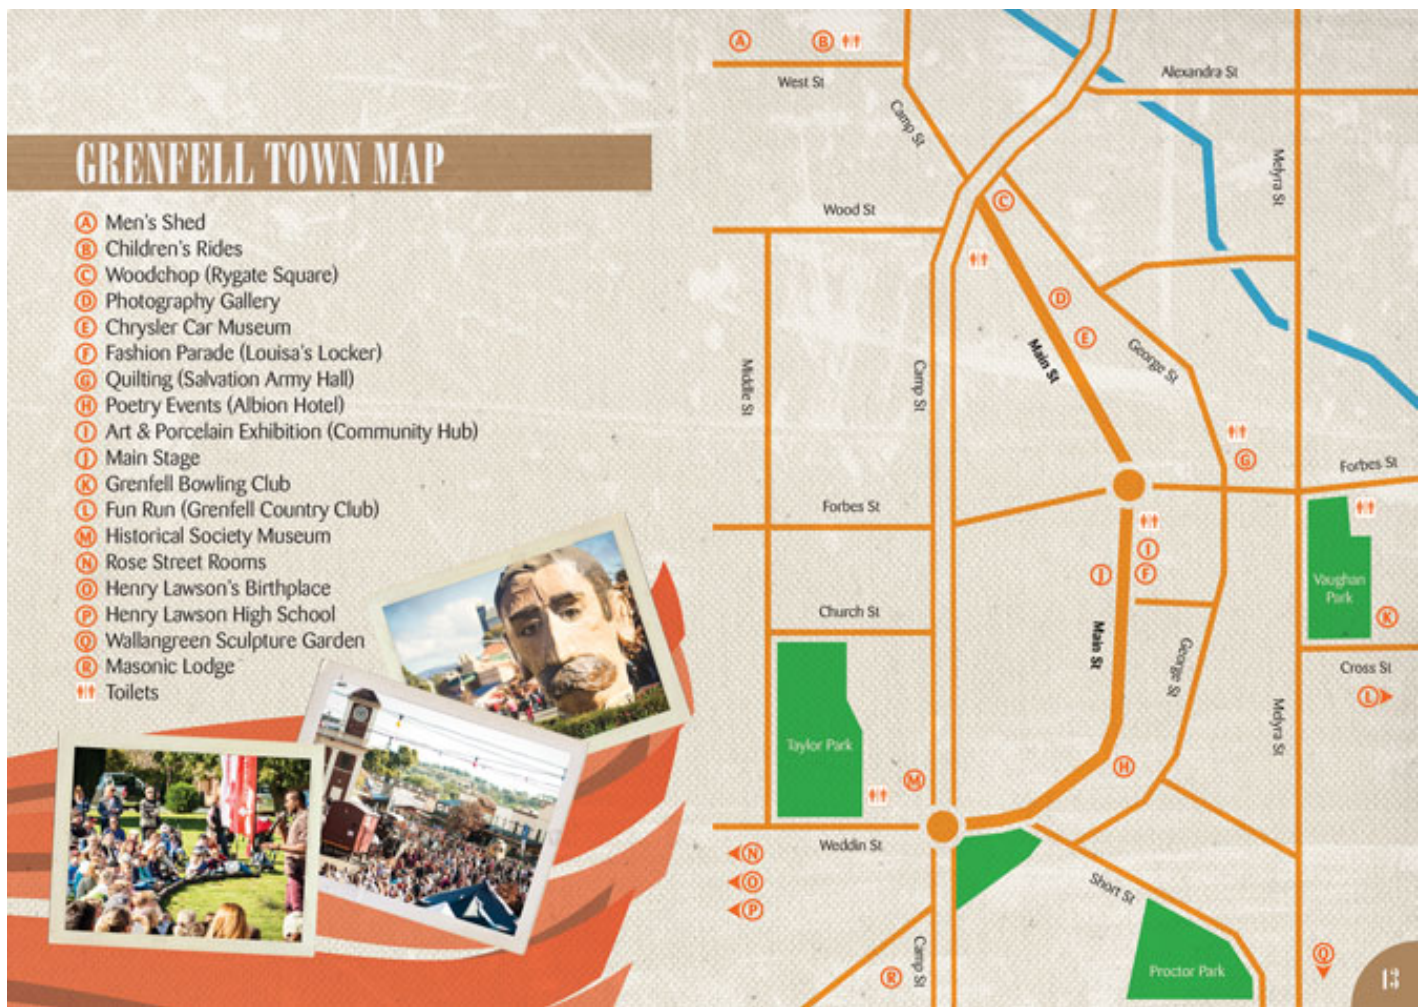 GRENFELL TOWN MAP
A Men's Shed
B Children's Rides
C Woodchop (Rygate Square)
D Photography Gallery
E Chrysler Car Museum
F Fashion Parade (Louisa's Locker)
G Quilting (Salvation Army Hall)
H Poetry Events (Albion Hotel)
I Art & Porcelain Exhibition (Community Hub)
J Main Stage
K Grenfell Bowling Club
L Fun Run (Grenfell Country Club)
M Historical Society Museum
N Rose Street Rooms
O Henry Lawson's Birthplace
P Henry Lawson High School
Q Wallangreen Sculpture Garden
R Masonic Lodge
Toilets
A
B
West St
Camp St
Alexandra St
Melyra St
Wood St
C
D
E
Main St
George St
Middle St
Camp St
G
Forbes St
Forbes St
I
J
F
Vaughan
Park
K
Church St
Main St
George St
Cross St
L
Melyra St
Taylor Park
H
M
Weddin St
N
O
P
Short St
Camp St
R
Proctor Park
Q
13